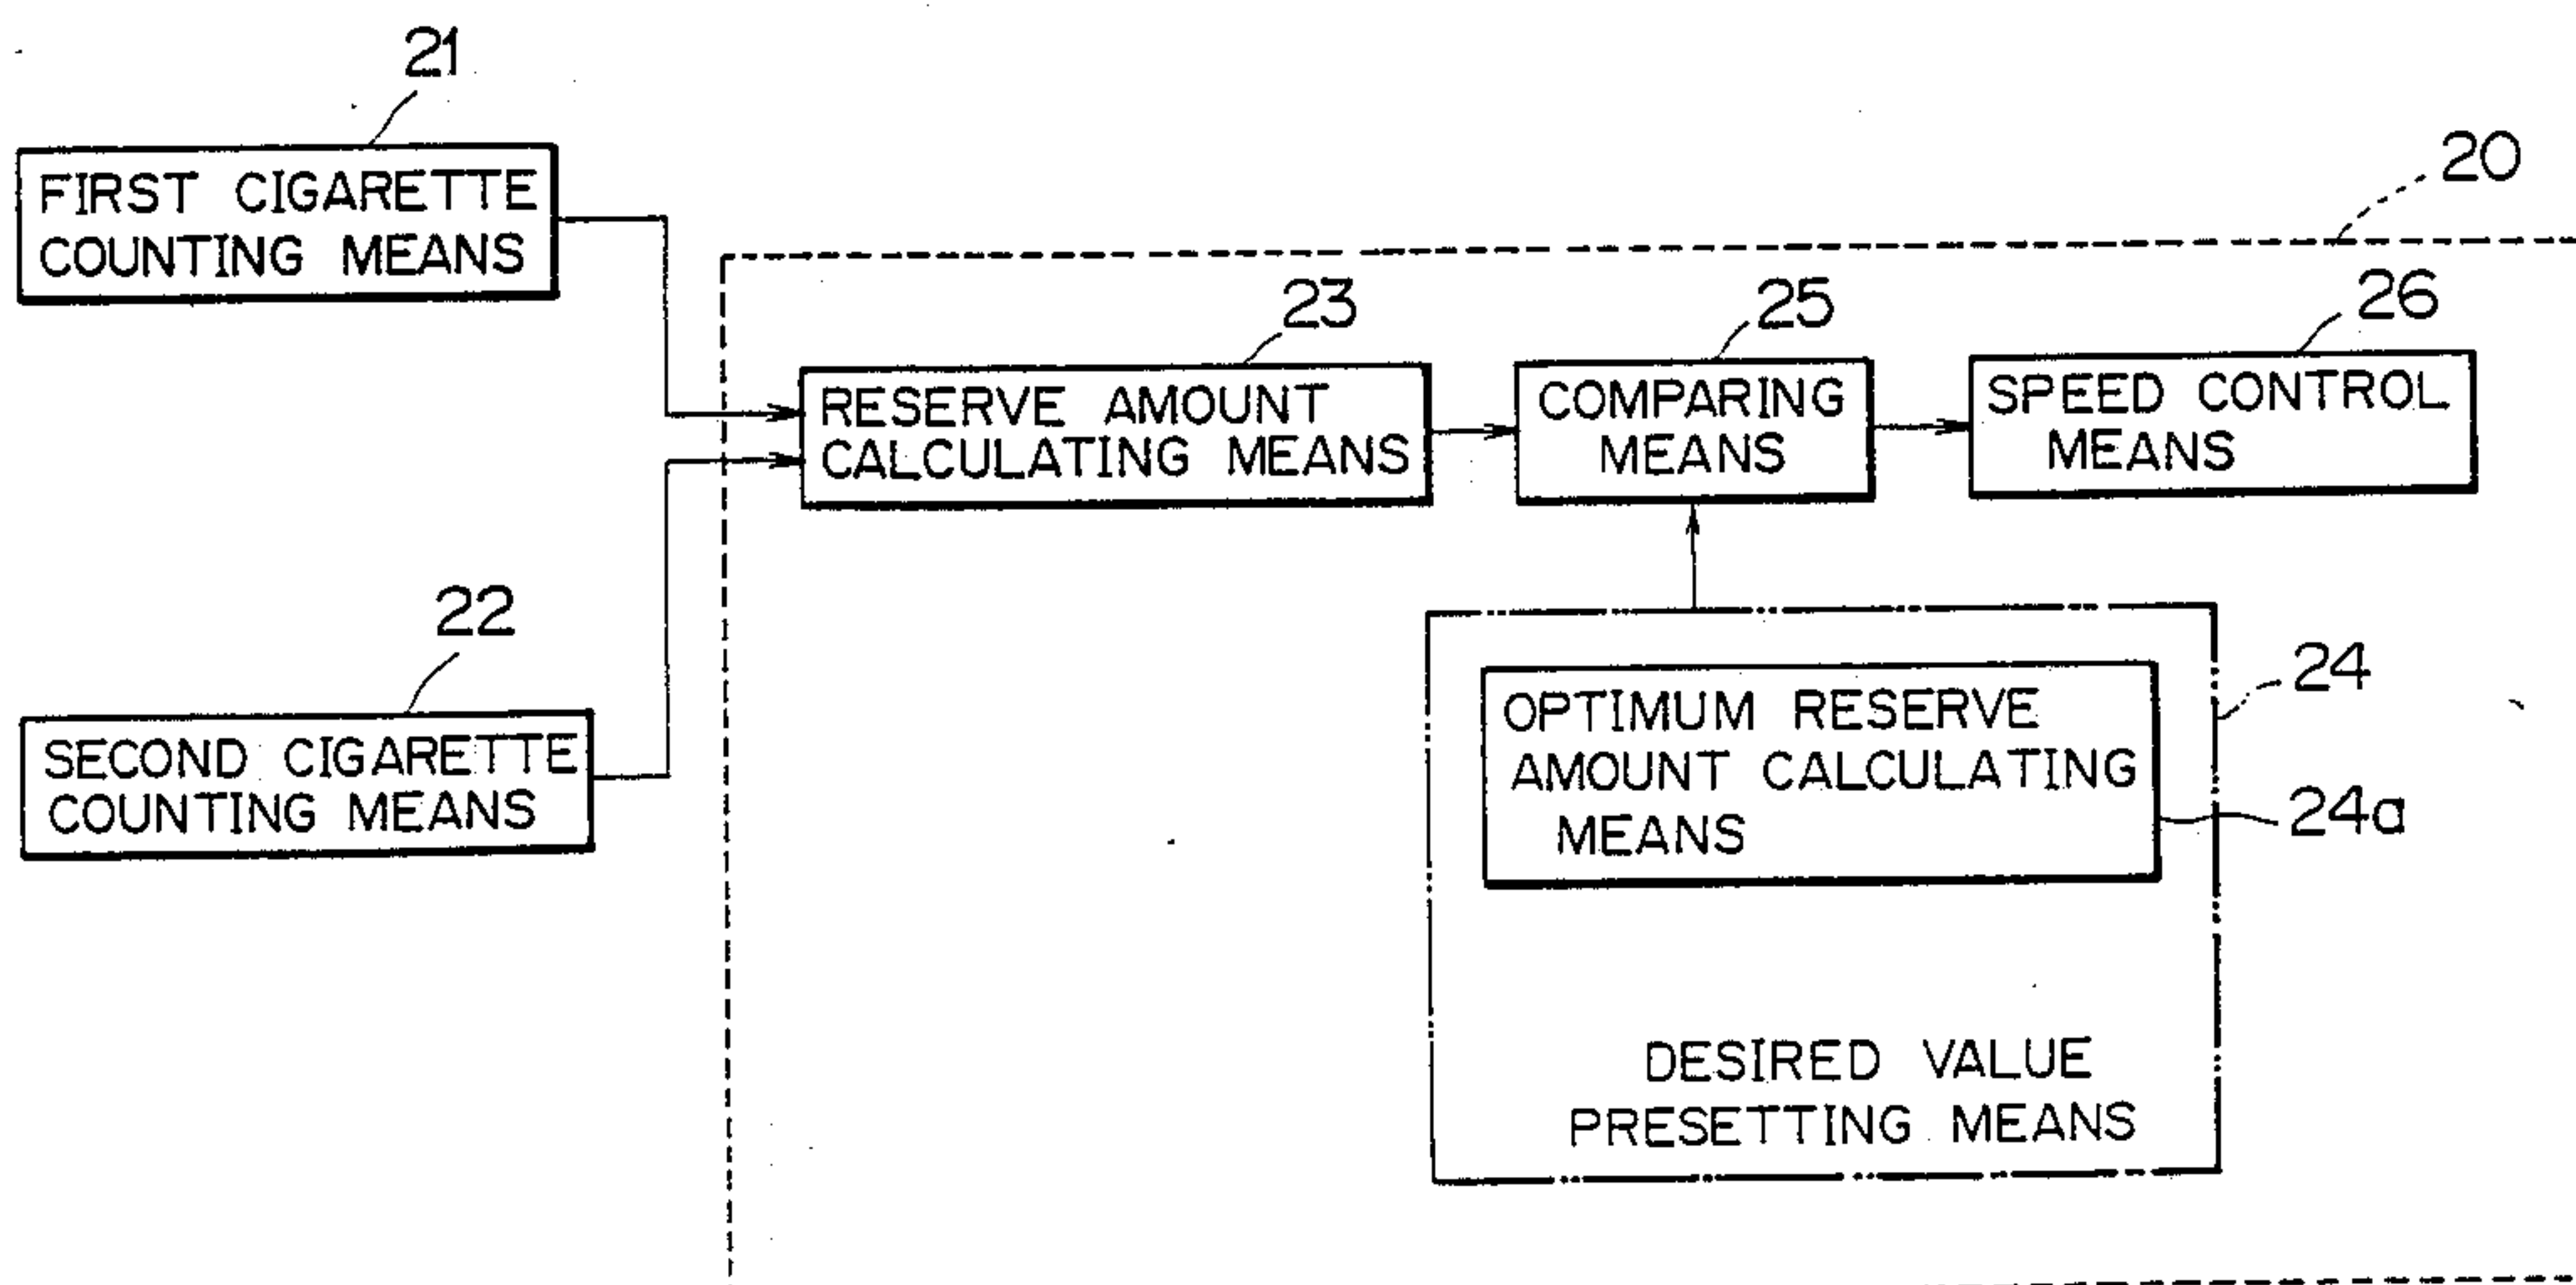 21
FIRST CIGARETTE
COUNTING MEANS
20
23
25
26
RESERVE AMOUNT
CALCULATING MEANS
COMPARING
MEANS
SPEED CONTROL
MEANS
22
SECOND CIGARETTE
COUNTING MEANS
24
OPTIMUM RESERVE
AMOUNT CALCULATING
MEANS
24a
DESIRED VALUE
PRESETTING MEANS